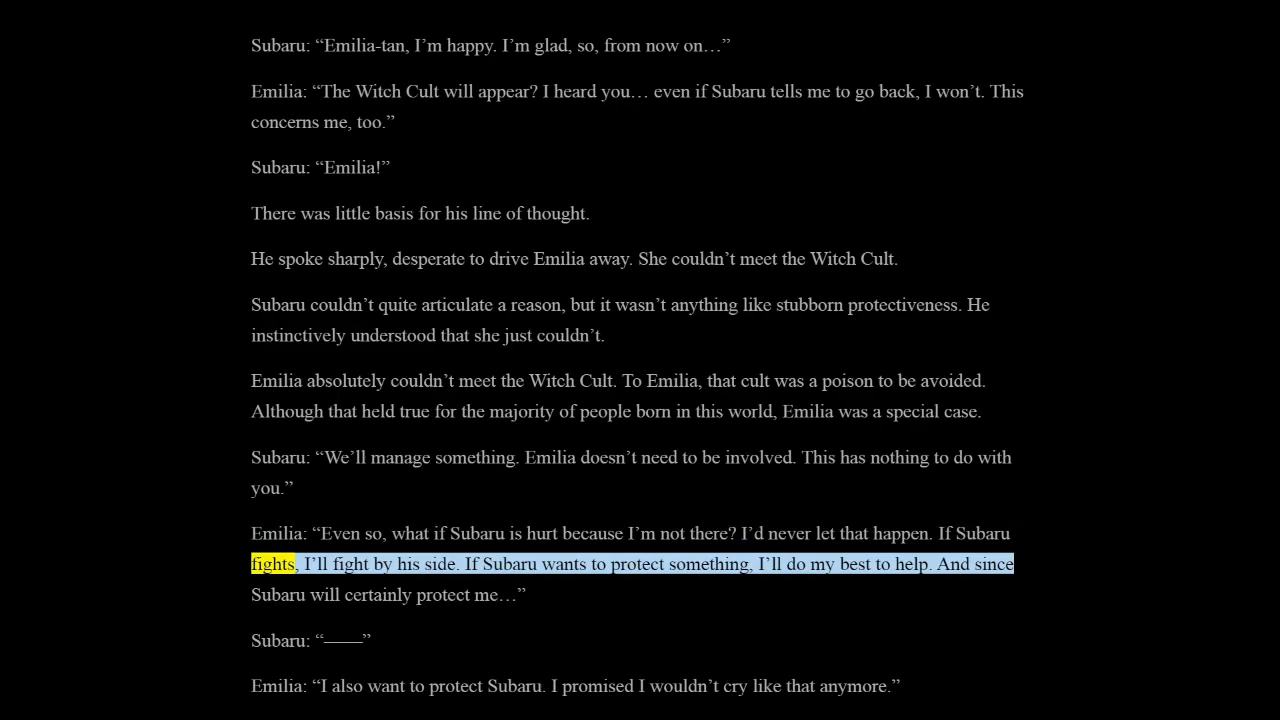 Subaru: “Emilia-tan, I’m happy. I’m glad, so, from now on…”
Emilia: “The Witch Cult will appear? I heard you… even if Subaru tells me to go back, I won’t. This
concerns me, too.”
Subaru: “Emilia!”
There was little basis for his line of thought.
He spoke sharply, desperate to drive Emilia away. She couldn’t meet the Witch Cult.
Subaru couldn’t quite articulate a reason, but it wasn’t anything like stubborn protectiveness. He
instinctively understood that she just couldn’t.
Emilia absolutely couldn’t meet the Witch Cult. To Emilia, that cult was a poison to be avoided.
Although that held true for the majority of people born in this world, Emilia was a special case.
Subaru: “We’ll manage something. Emilia doesn’t need to be involved. This has nothing to do with
you.”
Emilia: “Even so, what if Subaru is hurt because I’m not there? I’d never let that happen. If Subaru
fights, I’ll fight by his side. If Subaru wants to protect something, I’ll do my best to help. And since
Subaru will certainly protect me…”
Subaru: “——”
Emilia: “I also want to protect Subaru. I promised I wouldn’t cry like that anymore.”